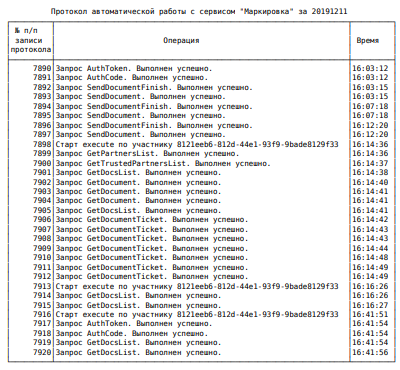 Протокол автоматической работы с сервисом "Маркировка" за 20191211
№ п/п записи протокола Операция Время
7890 Запрос AuthToken. Выполнен успешно. 16:03:12
7891 Запрос AuthCode. Выполнен успешно. 16:03:12
7892 Запрос SendDocumentFinish. Выполнен успешно. 16:03:15
7893 Запрос SendDocument. Выполнен успешно. 16:03:15
7894 Запрос SendDocumentFinish. Выполнен успешно. 16:07:18
7895 Запрос SendDocument. Выполнен успешно. 16:07:18
7896 Запрос SendDocumentFinish. Выполнен успешно. 16:12:20
7897 Запрос SendDocument. Выполнен успешно. 16:12:20
7898 Старт execute по участнику 8121eeb6-812d-44e1-93f9-9bade8129f33 16:14:36
7899 Запрос GetPartnersList. Выполнен успешно. 16:14:36
7900 Запрос GetTrustedPartnersList. Выполнен успешно. 16:14:37
7901 Запрос GetDocsList. Выполнен успешно. 16:14:38
7902 Запрос GetDocument. Выполнен успешно. 16:14:40
7903 Запрос GetDocument. Выполнен успешно. 16:14:41
7904 Запрос GetDocument. Выполнен успешно. 16:14:41
7905 Запрос GetDocsList. Выполнен успешно. 16:14:41
7906 Запрос GetDocumentTicket. Выполнен успешно. 16:14:42
7907 Запрос GetDocumentTicket. Выполнен успешно. 16:14:43
7908 Запрос GetDocumentTicket. Выполнен успешно. 16:14:43
7909 Запрос GetDocumentTicket. Выполнен успешно. 16:14:44
7910 Запрос GetDocumentTicket. Выполнен успешно. 16:14:48
7911 Запрос GetDocumentTicket. Выполнен успешно. 16:14:49
7912 Запрос GetDocumentTicket. Выполнен успешно. 16:14:49
7913 Старт execute по участнику 8121eeb6-812d-44e1-93f9-9bade8129f33 16:16:26
7914 Запрос GetDocsList. Выполнен успешно. 16:16:26
7915 Запрос GetDocsList. Выполнен успешно. 16:16:27
7916 Старт execute по участнику 8121eeb6-812d-44e1-93f9-9bade8129f33 16:41:51
7917 Запрос AuthToken. Выполнен успешно. 16:41:54
7918 Запрос AuthCode. Выполнен успешно. 16:41:54
7919 Запрос GetDocsList. Выполнен успешно. 16:41:54
7920 Запрос GetDocsList. Выполнен успешно. 16:41:56